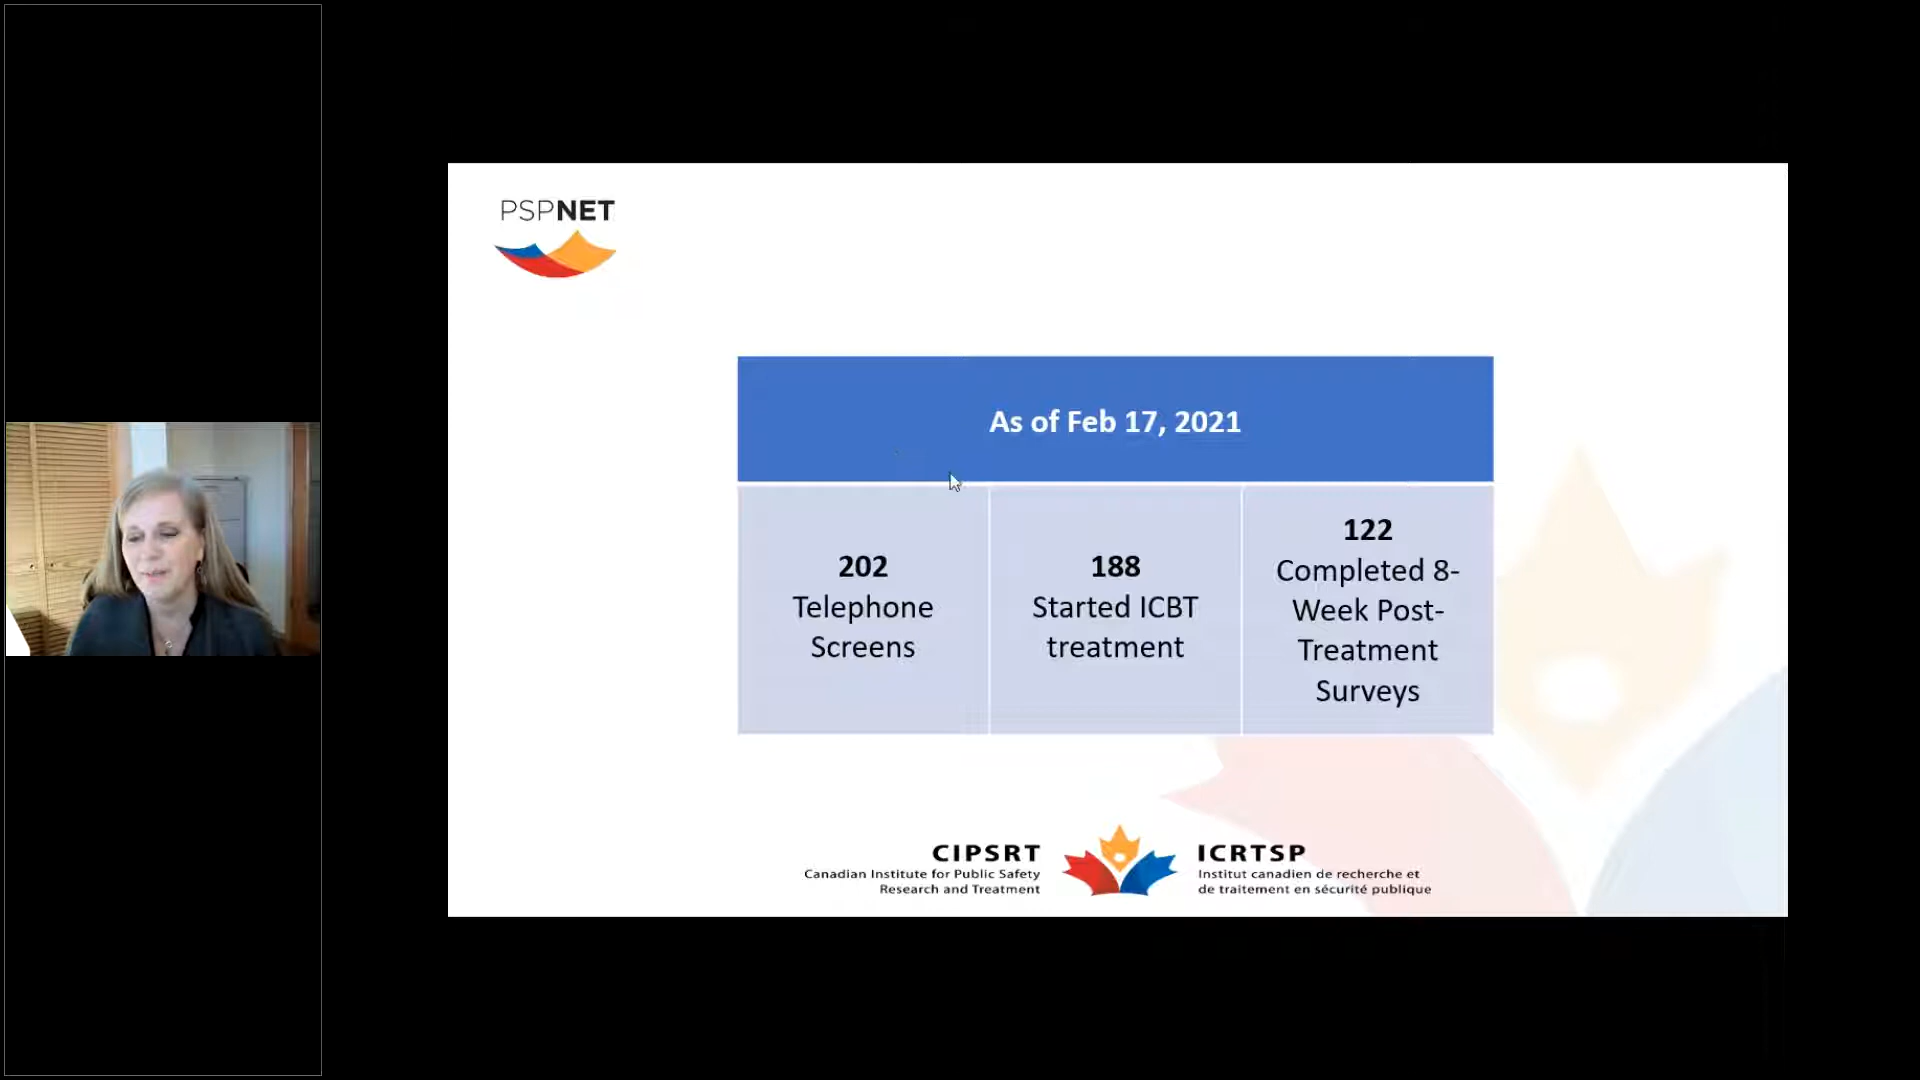 PSPNET
As of Feb 17, 2021
202
Telephone
Screens
188
Started ICBT
treatment
122
Completed 8-
Week Post-
Treatment
Surveys
CIPSRT
Canadian Institute for Public Safety
Research and Treatment
ICRTSP
Institut canadien de recherche et
de traitement en sécurité publique